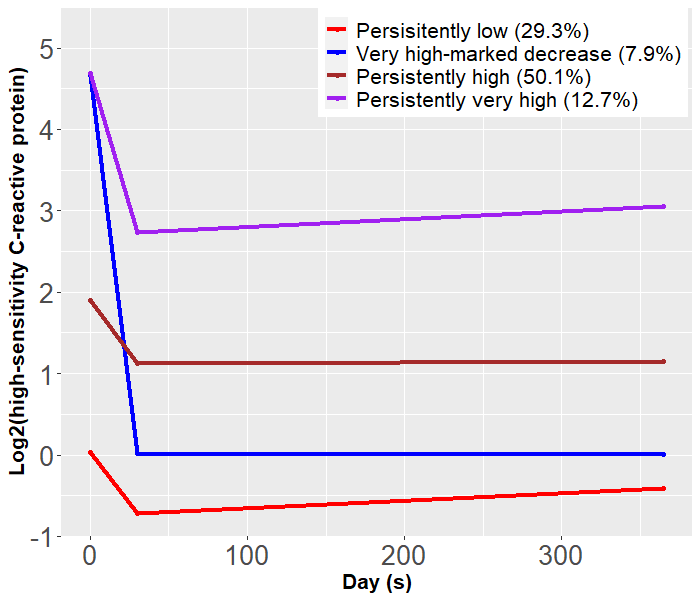 Persisitently low (29.3%)
Very high-marked decrease (7.9%)
Persistently high (50.1%)
Persistently very high (12.7%)
Log2(high-sensitivity C-reactive protein)
5
4
3
2
1
0
-1
0 100 200 300
Day (s)